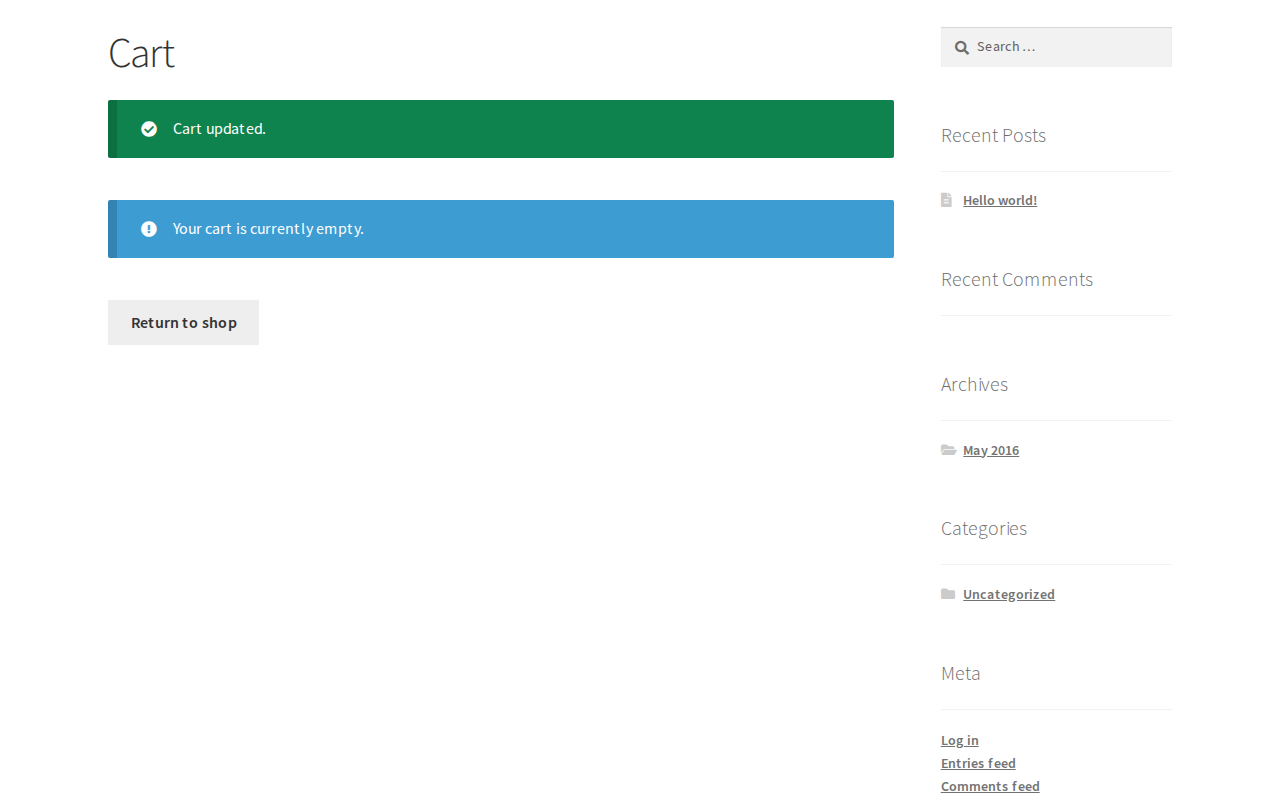 Cart
Cart updated.
Your cart is currently empty.
Return to shop
Search …
Recent Posts
Hello world!
Recent Comments
Archives
May 2016
Categories
Uncategorized
Meta
Log in
Entries feed
Comments feed